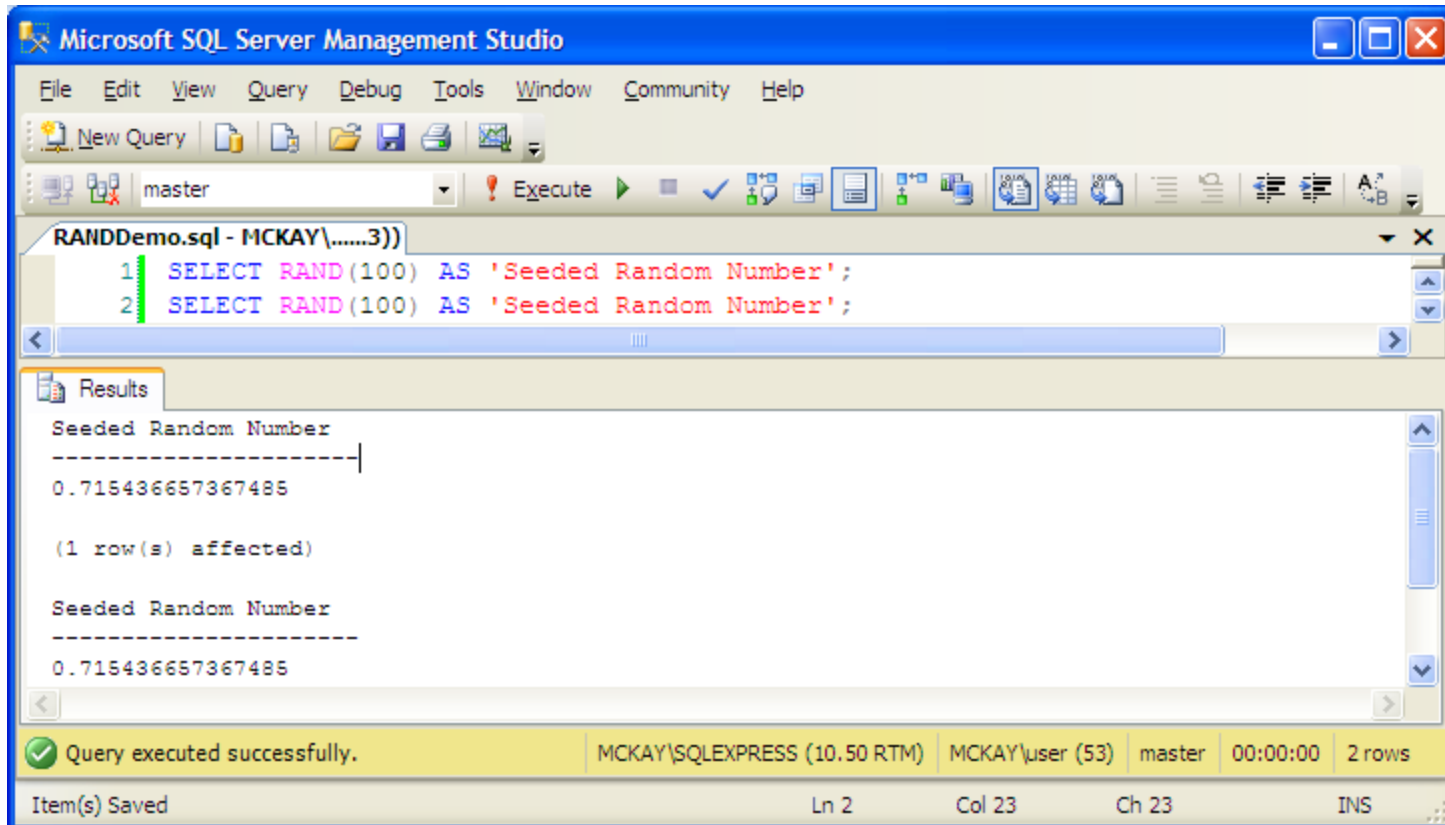 Microsoft SQL Server Management Studio
File Edit View Query Debug Tools Window Community Help
New Query
master Execute
RANDDemo.sql - MCKAY\......3))
1 SELECT RAND(100) AS 'Seeded Random Number';
2 SELECT RAND(100) AS 'Seeded Random Number';
Results
Seeded Random Number
----------------------
0.715436657367485
(1 row(s) affected)
Seeded Random Number
----------------------
0.715436657367485
Query executed successfully. MCKAY\SQLEXPRESS (10.50 RTM) MCKAY\user (53) master 00:00:00 2 rows
Item(s) Saved Ln 2 Col 23 Ch 23 INS